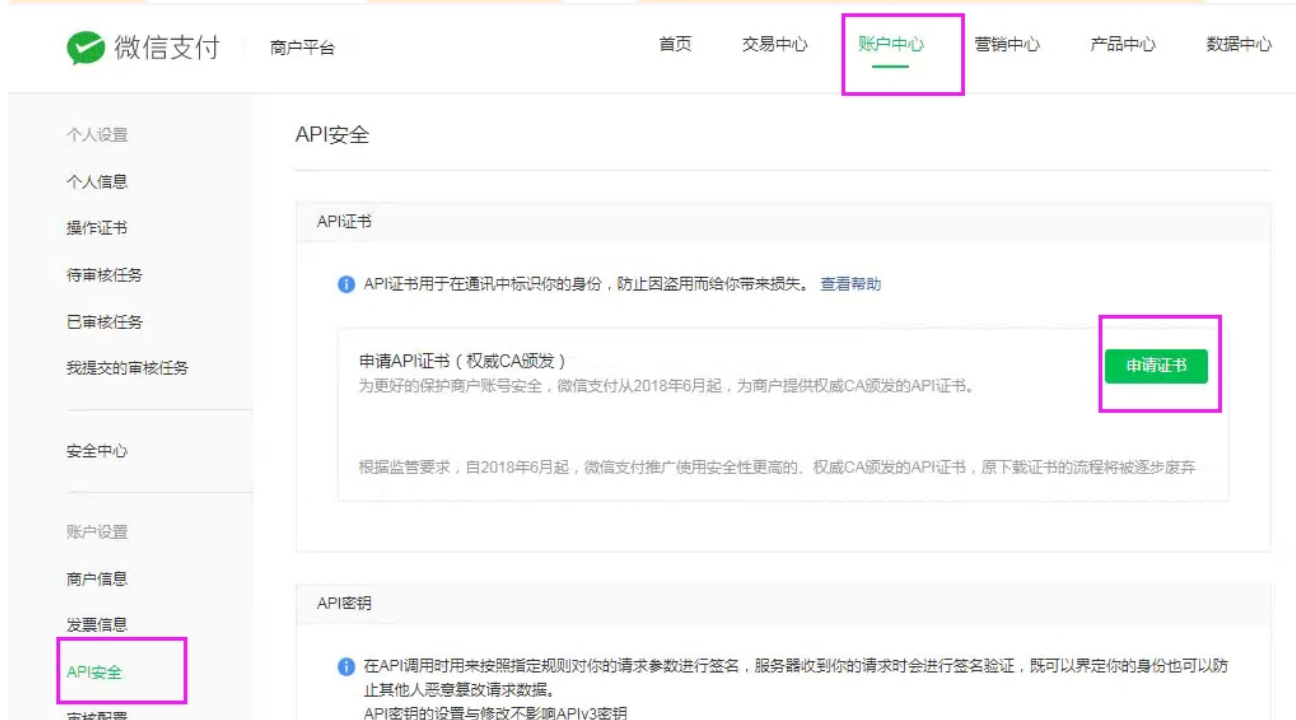 微信支付 商户平台 首页 交易中心 账户中心 营销中心 产品中心 数据中心
个人设置
个人信息
操作证书
待审核任务
已审核任务
我提交的审核任务
安全中心
账户设置
商户信息
发票信息
API安全
审核配置
API安全
API证书
API证书用于在通讯中标识你的身份，防止因盗用而给你带来损失。 查看帮助
申请API证书（权威CA颁发）
为更好的保护商户账号安全，微信支付从2018年6月起，为商户提供权威CA颁发的API证书。
申请证书
根据监管要求，自2018年6月起，微信支付推广使用安全性更高的、权威CA颁发的API证书，原下载证书的流程将被逐步废弃
API密钥
在API调用时用来按照指定规则对你的请求参数进行签名，服务器收到你的请求时会进行签名验证，既可以界定你的身份也可以防
止其他人恶意篡改请求数据。
API密钥的设置与修改不影响APIv3密钥